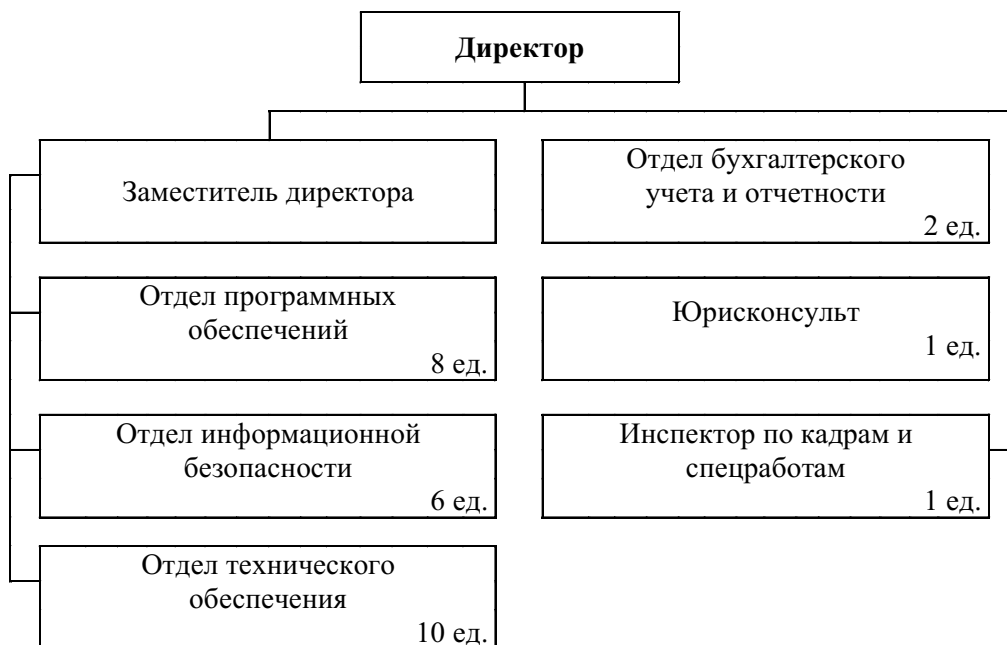 Директор
Заместитель директора
Отдел бухгалтерского
учета и отчетности
2 ед.
Отдел программных
обеспечений
8 ед.
Юрисконсульт
1 ед.
Отдел информационной
безопасности
6 ед.
Инспектор по кадрам и
спецработам
1 ед.
Отдел технического
обеспечения
10 ед.